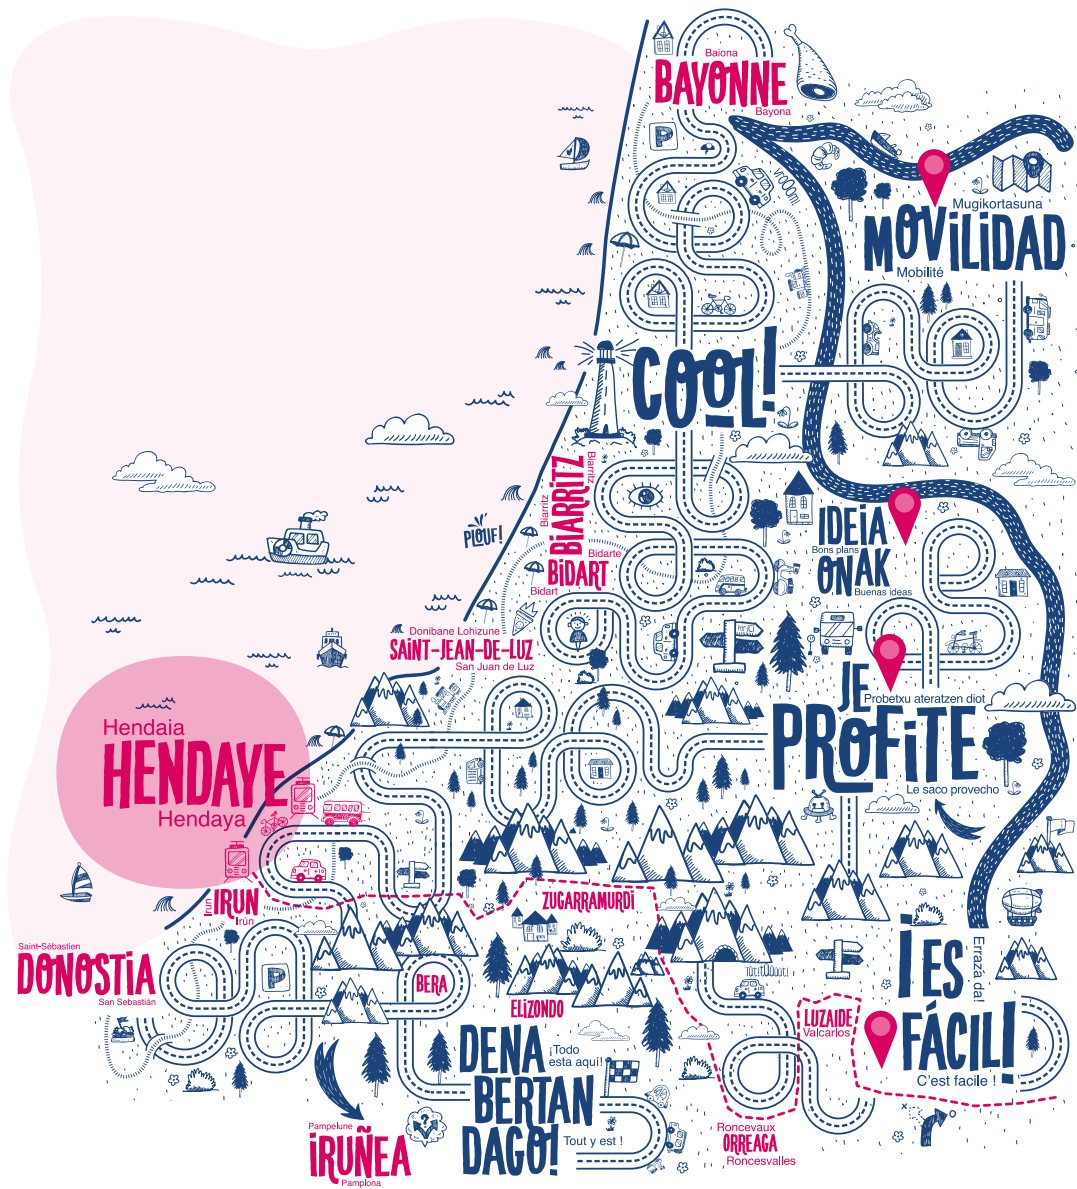 Baiona
BAYONNE
Bayona
P
vrooom
Mugikortasuna
MOVILIDAD
Mobilité
COOL!
Biarritz
BIARRITZ
Biarritz
PLOUF!
IDEIA
Bons plans
ONAK
Buenas ideas
Bidarte
BIDART
Bidart
Donibane Lohizune
SAINT-JEAN-DE-LUZ
San Juan de Luz
JE
Probetxu ateratzen diot
PROFITE
Le saco provecho
Hendaia
HENDAYE
Hendaya
Irun
IRUN
Irún
ZUGARRAMURDI
Saint-Sébastien
DONOSTIA
San Sebastián
P
BERA
ELIZONDO
¡ES
Erraza da!
FÁCIL!
C'est facile !
LUZAIDE
Valcarlos
DENA
¡Todo
esta aquí!
BERTAN
DAGO!
Tout y est !
Pampelune
IRUÑEA
Pamplona
Roncevaux
ORREAGA
Roncesvalles